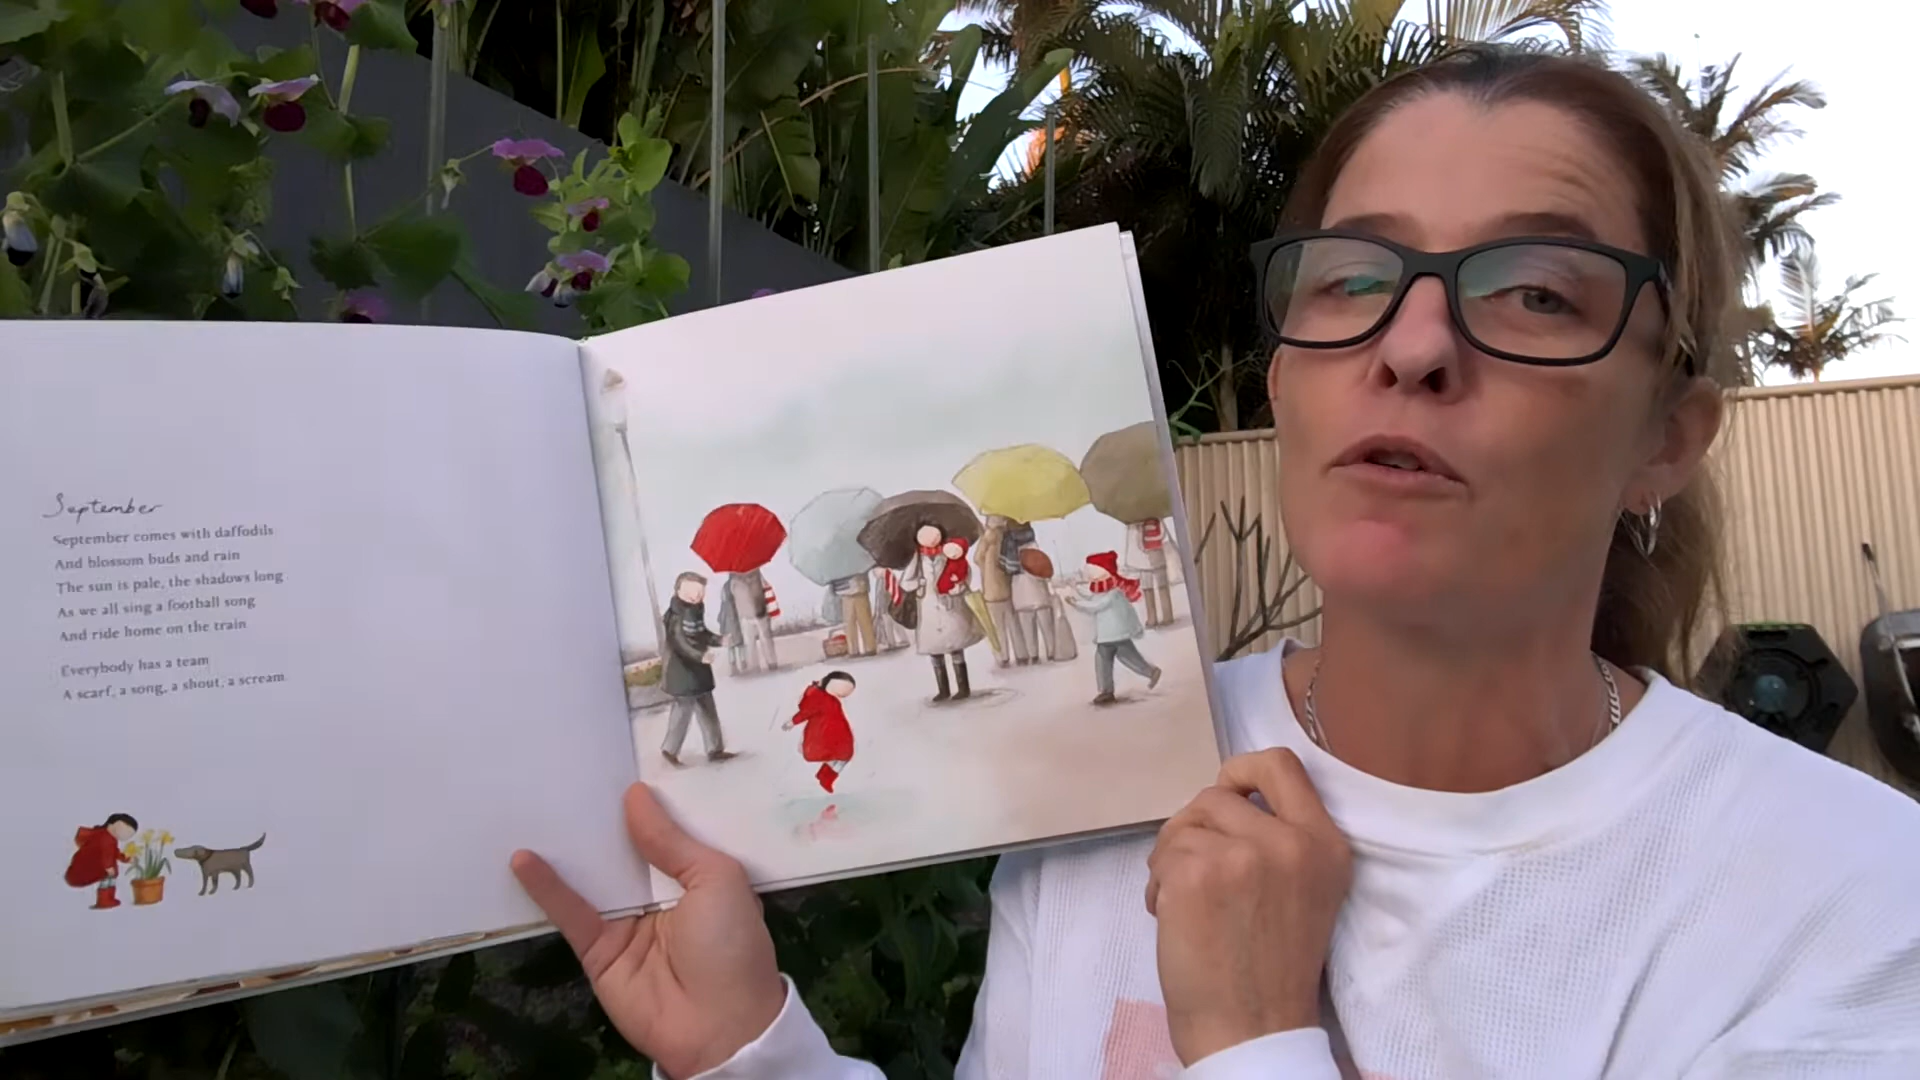 September
September comes with daffodils
And blossom buds and rain
The sun is pale, the shadows long
As we all sing a football song
And ride home on the train
Everybody has a team
A scarf, a song, a shout, a scream